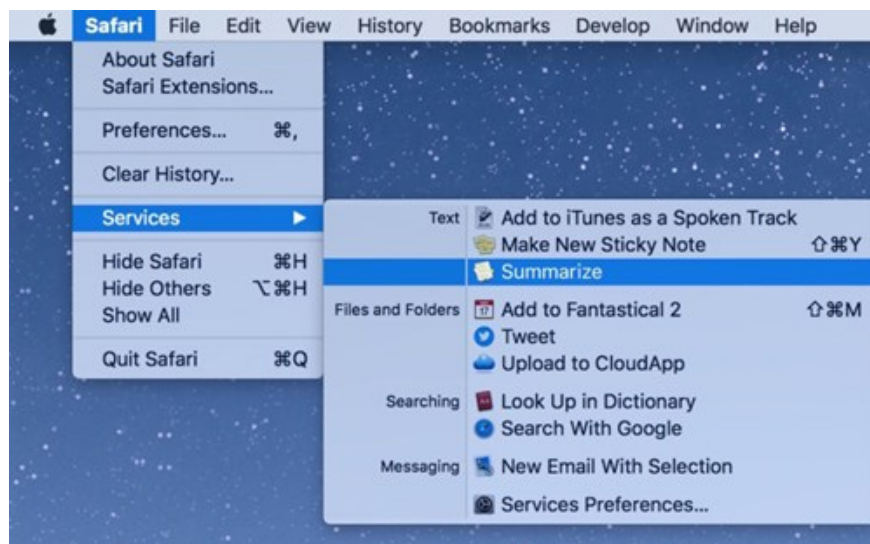 Safari File Edit View History Bookmarks Develop Window Help
About Safari
Safari Extensions...
Preferences... ⌘,
Clear History...
Services ▶
Hide Safari ⌘H
Hide Others ⌥⌘H
Show All
Quit Safari ⌘Q
Text Add to iTunes as a Spoken Track
Make New Sticky Note ⇧⌘Y
Summarize
Files and Folders Add to Fantastical 2 ⇧⌘M
Tweet
Upload to CloudApp
Searching Look Up in Dictionary
Search With Google
Messaging New Email With Selection
Services Preferences...